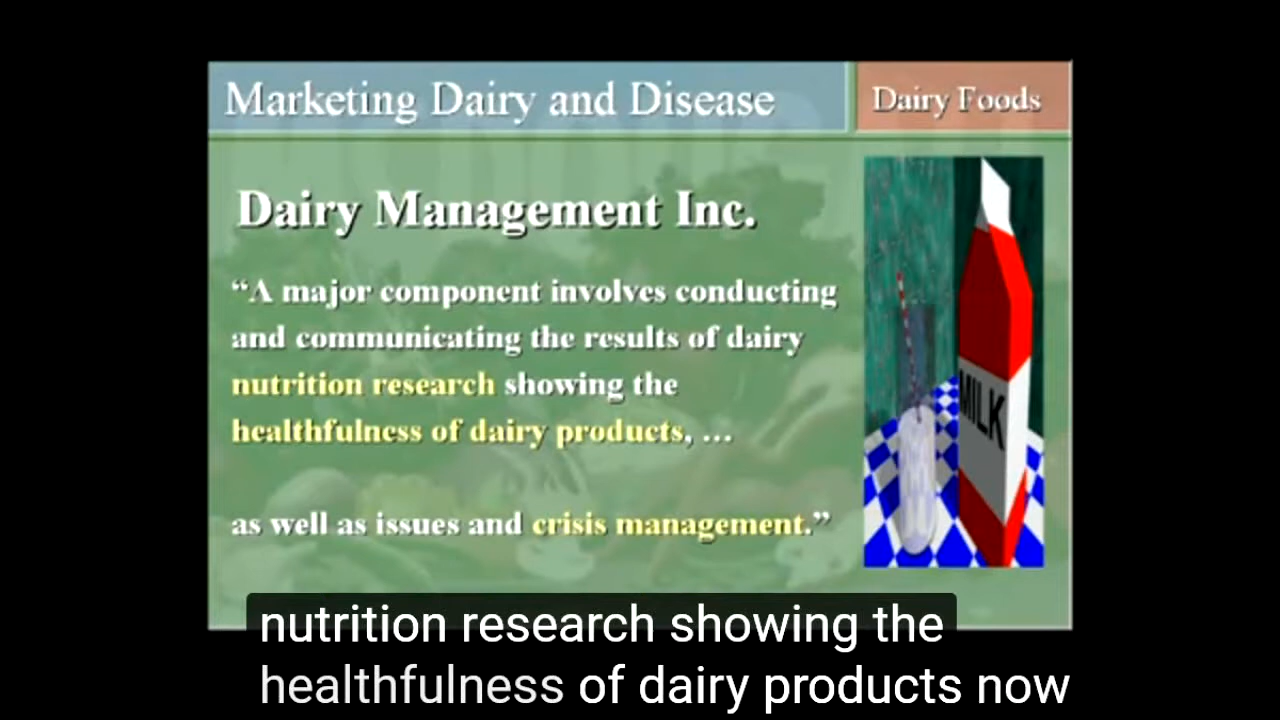 Marketing Dairy and Disease
Dairy Foods
Dairy Management Inc.
“A major component involves conducting
and communicating the results of dairy
nutrition research showing the
healthfulness of dairy products, ...
MILK
as well as issues and crisis management.”
nutrition research showing the
healthfulness of dairy products now